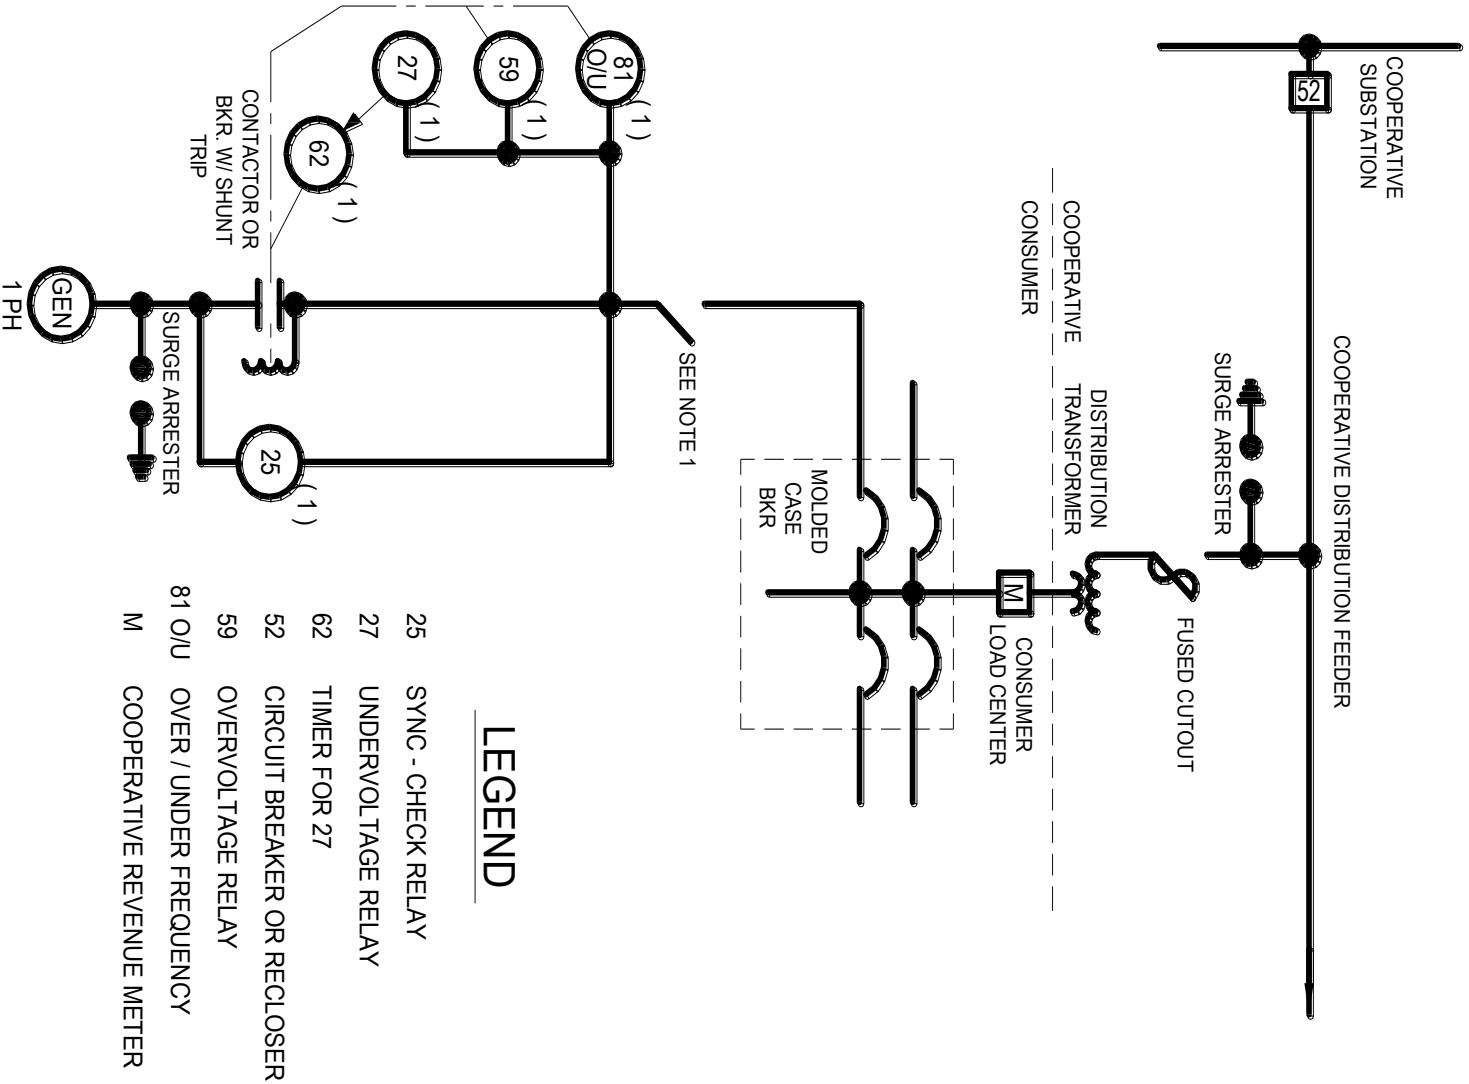 COOPERATIVE
SUBSTATION
52
COOPERATIVE DISTRIBUTION FEEDER
SURGE ARRESTER
FUSED CUTOUT
DISTRIBUTION
TRANSFORMER
COOPERATIVE
CONSUMER
M
CONSUMER
LOAD CENTER
MOLDED
CASE
BKR
SEE NOTE 1
81
O/U
(1)
59
(1)
27
(1)
62
(1)
CONTACTOR OR
BKR. W/ SHUNT
TRIP
25
(1)
SURGE ARRESTER
GEN
1 PH
LEGEND
25 SYNC - CHECK RELAY
27 UNDERVOLTAGE RELAY
62 TIMER FOR 27
52 CIRCUIT BREAKER OR RECLOSER
59 OVERVOLTAGE RELAY
81 O/U OVER / UNDER FREQUENCY
M COOPERATIVE REVENUE METER